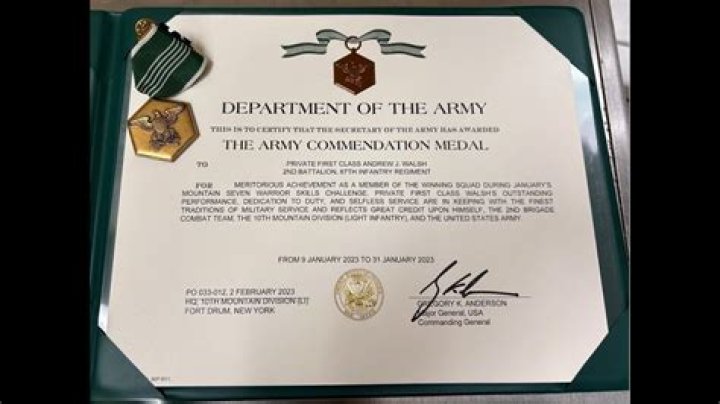 DEPARTMENT OF THE ARMY
THIS IS TO CERTIFY THAT THE SECRETARY OF THE ARMY HAS AWARDED
THE ARMY COMMENDATION MEDAL
TO PRIVATE FIRST CLASS ANDREW J. WALSH
2ND BATTALION, 87TH INFANTRY REGIMENT
FOR MERITORIOUS ACHIEVEMENT AS A MEMBER OF THE WINNING SQUAD DURING JANUARY'S
MOUNTAIN SEVEN WARRIOR SKILLS CHALLENGE. PRIVATE FIRST CLASS WALSH'S OUTSTANDING
PERFORMANCE, DEDICATION TO DUTY, AND SELFLESS SERVICE ARE IN KEEPING WITH THE FINEST
TRADITIONS OF MILITARY SERVICE AND REFLECTS GREAT CREDIT UPON HIMSELF, THE 2ND BRIGADE
COMBAT TEAM, THE 10TH MOUNTAIN DIVISION (LIGHT INFANTRY), AND THE UNITED STATES ARMY.
FROM 9 JANUARY 2023 TO 31 JANUARY 2023
PO 033-012, 2 FEBRUARY 2023
HQ, 10TH MOUNTAIN DIVISION (LI)
FORT DRUM, NEW YORK
GREGORY K. ANDERSON
Major General, USA
Commanding General